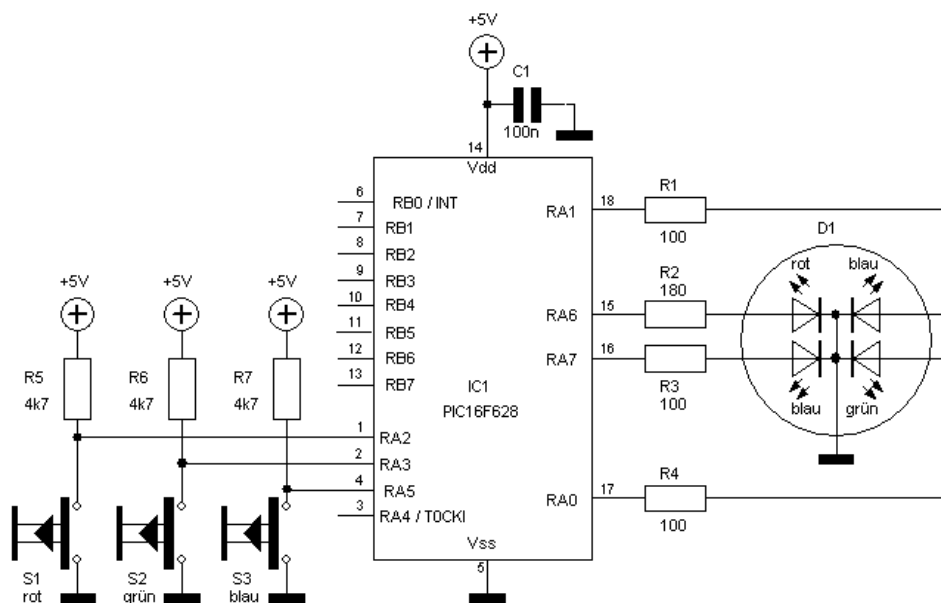 +5V
C1
100n
14
Vdd
6
RB0 / INT
7
RB1
8
RB2
9
RB3
10
RB4
11
RB5
12
RB6
13
RB7
RA1
18
R1
100
D1
rot
blau
RA6
15
R2
180
RA7
16
R3
100
blau
grün
IC1
PIC16F628
+5V
+5V
+5V
R5
4k7
R6
4k7
R7
4k7
1
RA2
2
RA3
4
RA5
3
RA4 / T0CKI
RA0
17
R4
100
Vss
5
S1
rot
S2
grün
S3
blau